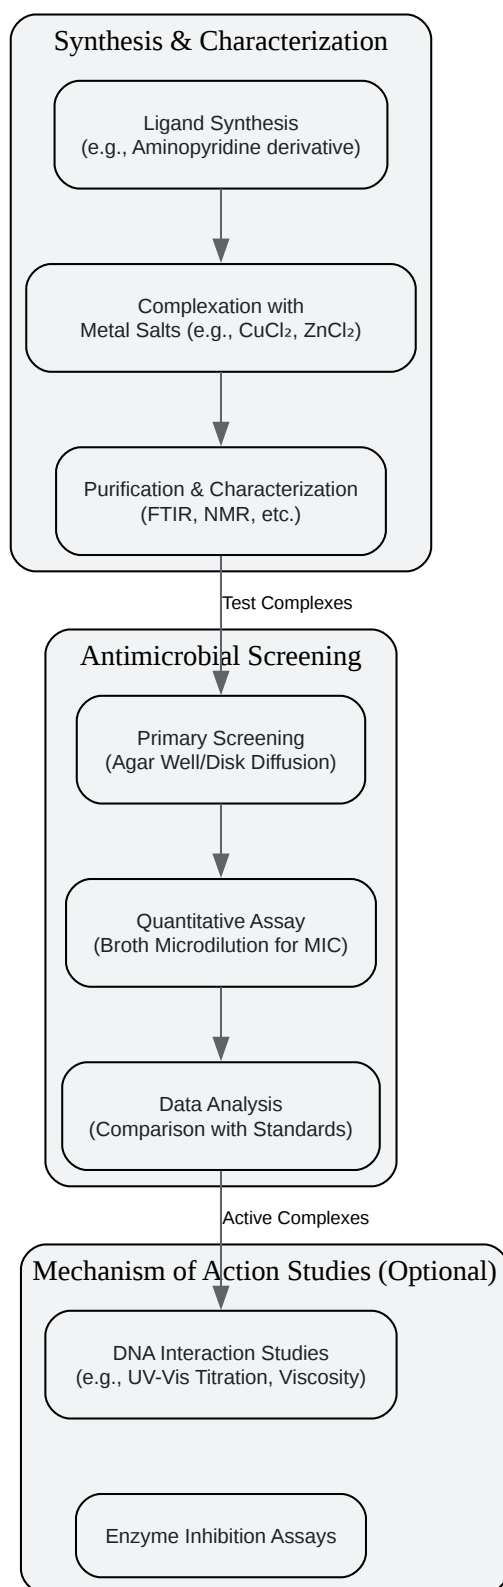 Synthesis & Characterization
Ligand Synthesis
(e.g., Aminopyridine derivative)
Complexation with
Metal Salts (e.g., CuCl₂, ZnCl₂)
Purification & Characterization
(FTIR, NMR, etc.)
Test Complexes
Antimicrobial Screening
Primary Screening
(Agar Well/Disk Diffusion)
Quantitative Assay
(Broth Microdilution for MIC)
Data Analysis
(Comparison with Standards)
Active Complexes
Mechanism of Action Studies (Optional)
DNA Interaction Studies
(e.g., UV-Vis Titration, Viscosity)
Enzyme Inhibition Assays